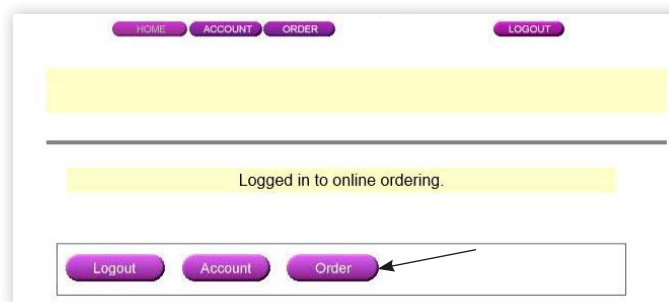 HOME ACCOUNT ORDER LOGOUT
Logged in to online ordering.
Logout Account Order